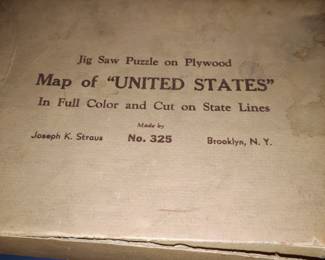 Jig Saw Puzzle on Plywood
Map of "UNITED STATES"
In Full Color and Cut on State Lines
Made by
Joseph K. Straus No. 325 Brooklyn, N. Y.